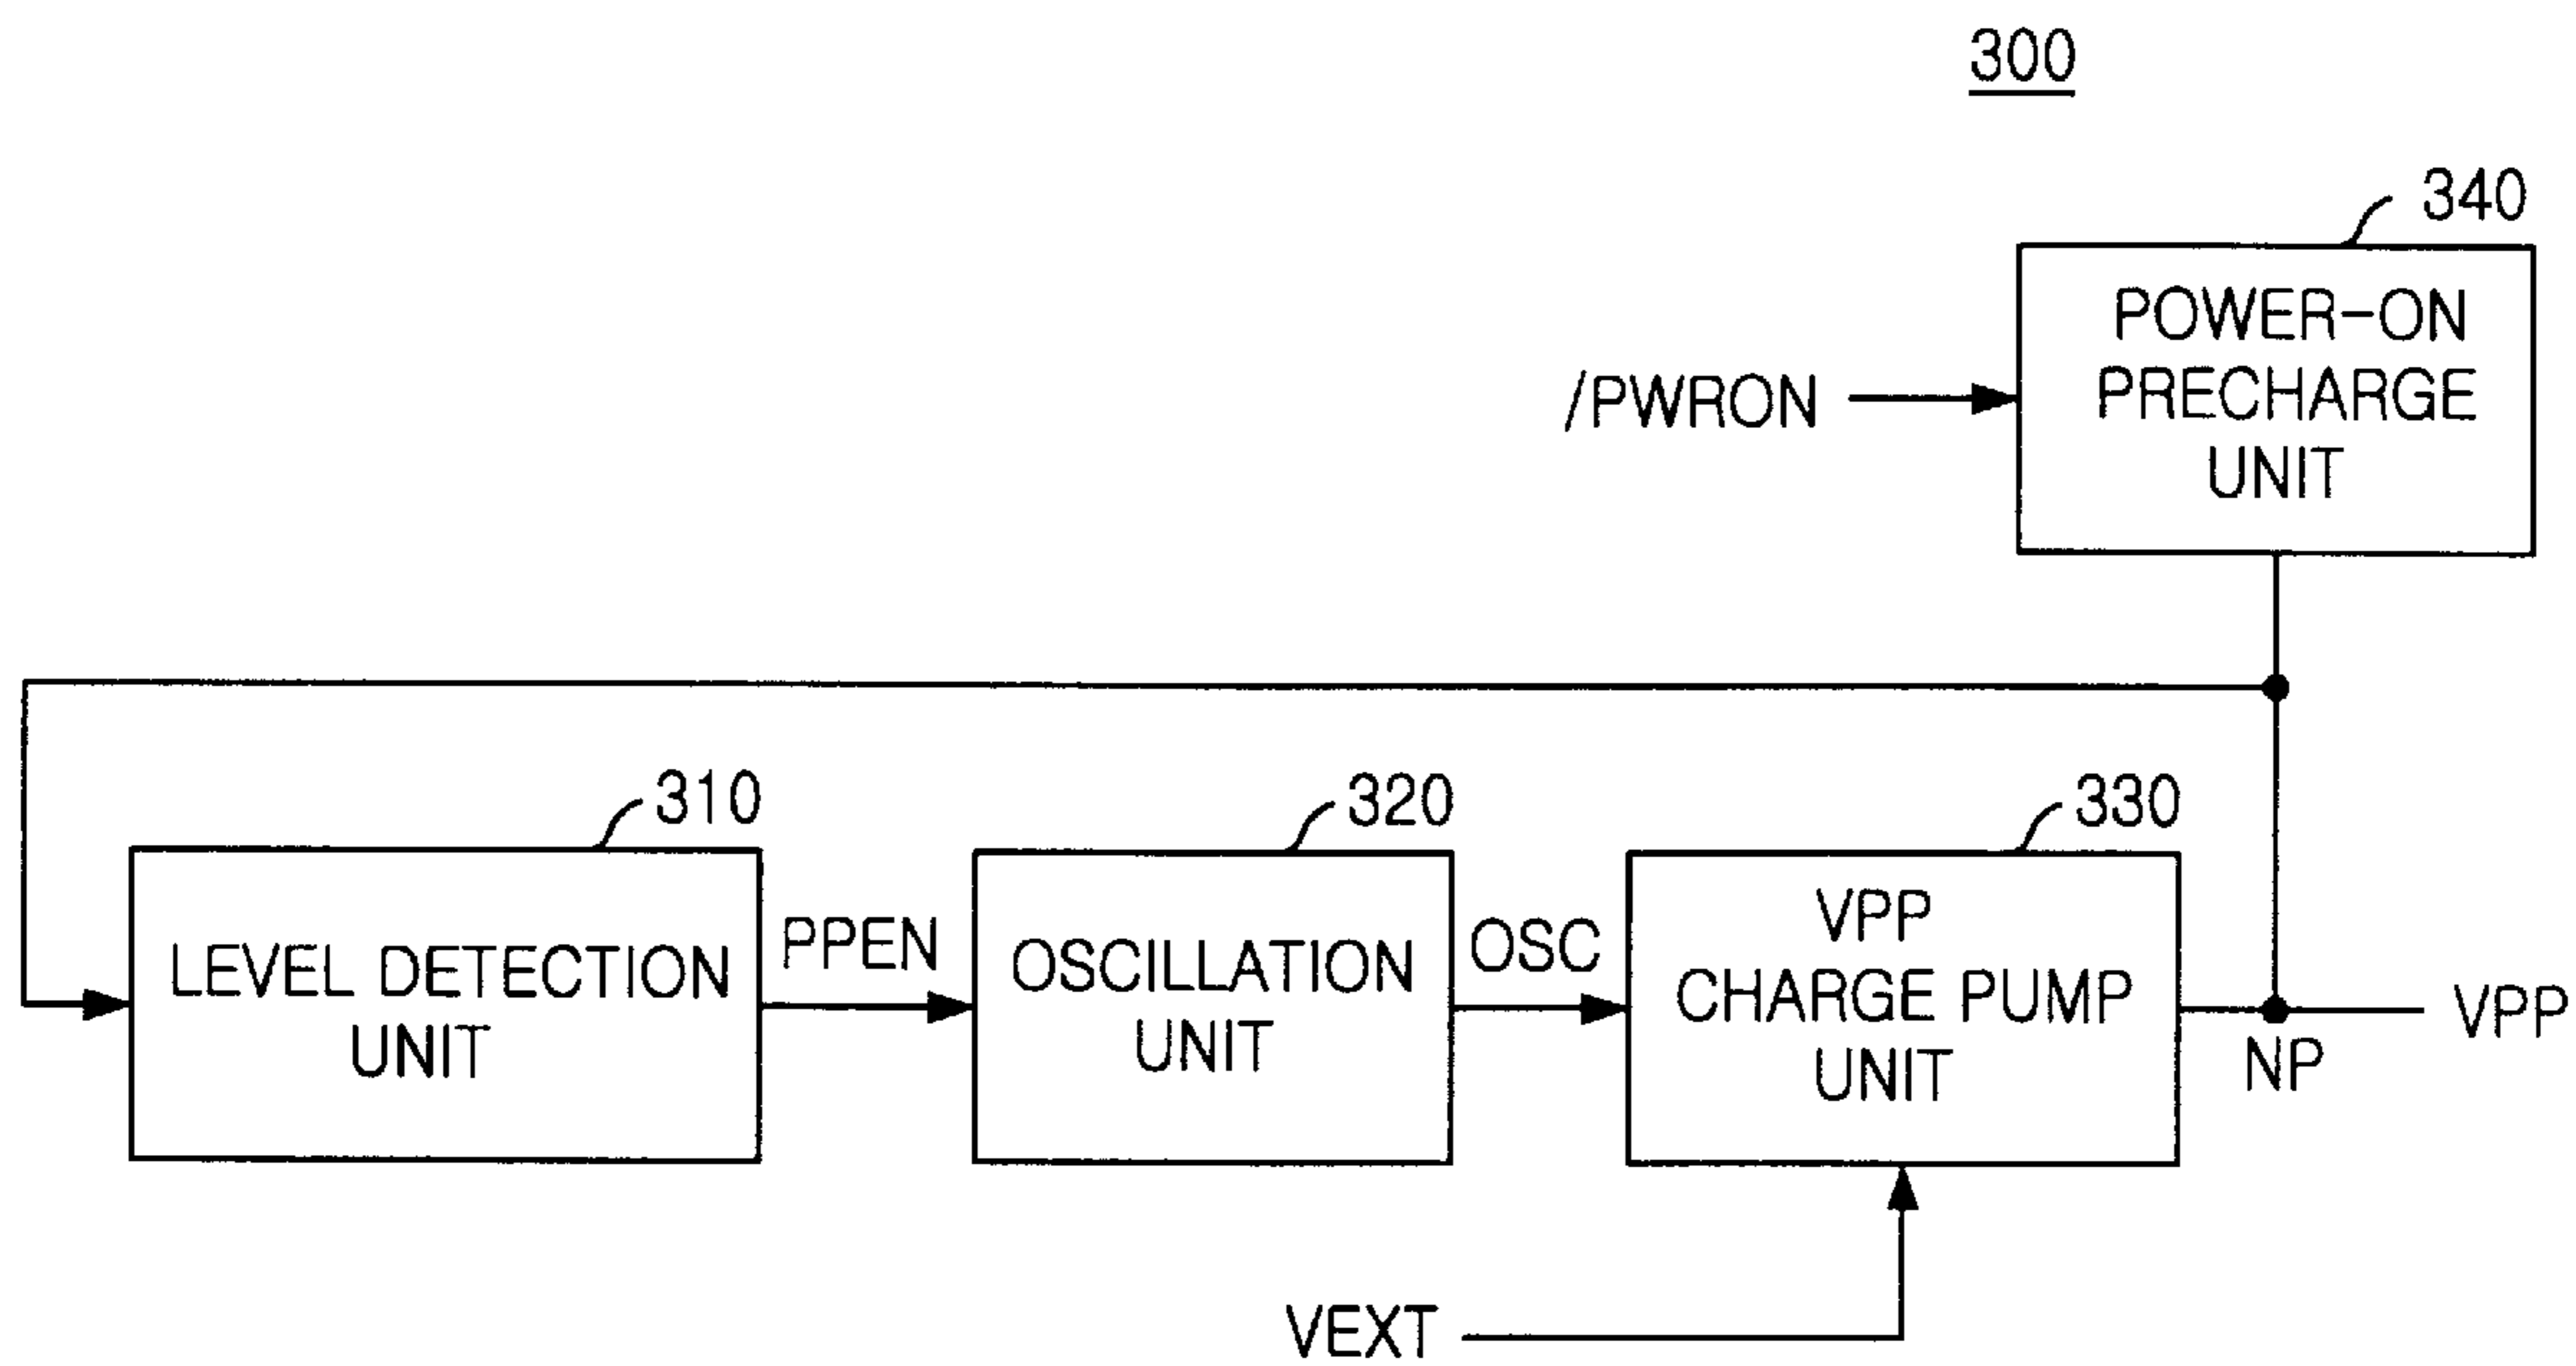 300
340
POWER-ON
PRECHARGE
UNIT
/PWRON
310
320
330
LEVEL DETECTION
UNIT
PPEN
OSCILLATION
UNIT
OSC
VPP
CHARGE PUMP
UNIT
NP
VPP
VEXT